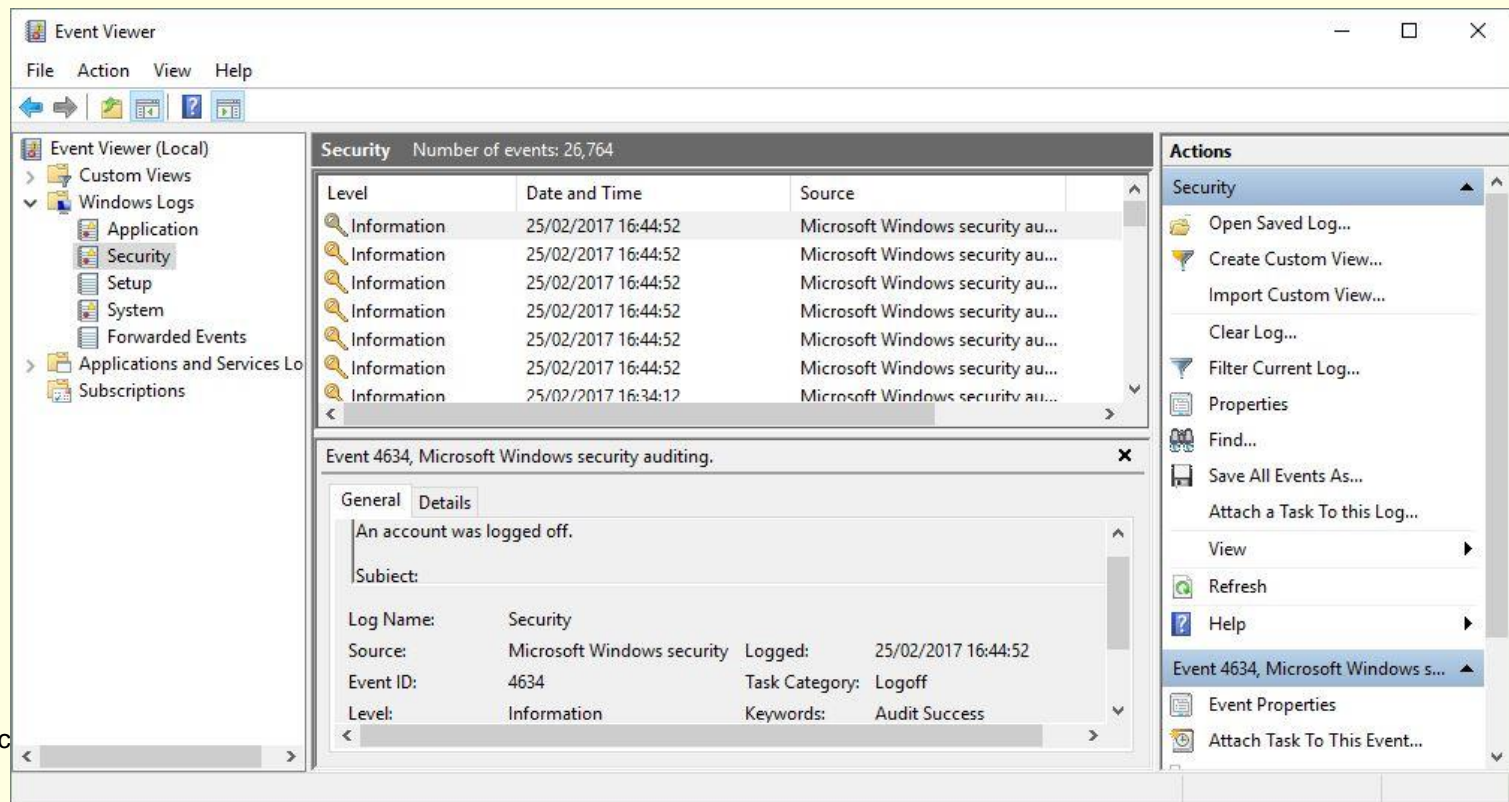 Event Viewer
File Action View Help
Event Viewer (Local)
Custom Views
Windows Logs
Application
Security
Setup
System
Forwarded Events
Applications and Services Lo
Subscriptions
Security Number of events: 26,764
Level Date and Time Source
Information 25/02/2017 16:44:52 Microsoft Windows security au...
Information 25/02/2017 16:44:52 Microsoft Windows security au...
Information 25/02/2017 16:44:52 Microsoft Windows security au...
Information 25/02/2017 16:44:52 Microsoft Windows security au...
Information 25/02/2017 16:44:52 Microsoft Windows security au...
Information 25/02/2017 16:44:52 Microsoft Windows security au...
Information 25/02/2017 16:34:12 Microsoft Windows security au...
Event 4634, Microsoft Windows security auditing.
General Details
An account was logged off.
Subject:
Log Name: Security
Source: Microsoft Windows security Logged: 25/02/2017 16:44:52
Event ID: 4634 Task Category: Logoff
Level: Information Keywords: Audit Success
Actions
Security
Open Saved Log...
Create Custom View...
Import Custom View...
Clear Log...
Filter Current Log...
Properties
Find...
Save All Events As...
Attach a Task To this Log...
View
Refresh
Help
Event 4634, Microsoft Windows s...
Event Properties
Attach Task To This Event...
c